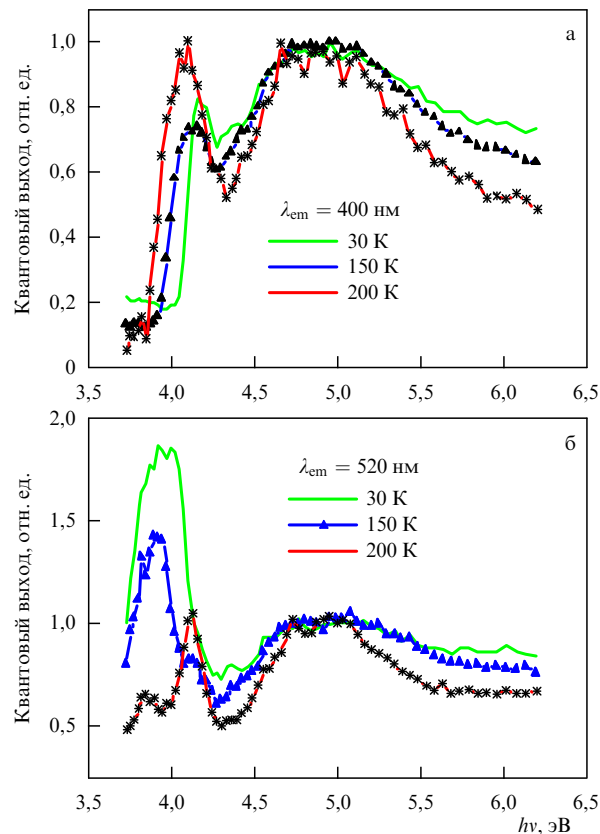 а
Квантовый выход, отн. ед.
1,0
0,8
0,6
0,4
0,2
0
λem = 400 нм
30 К
150 К
200 К
3,5 4,0 4,5 5,0 5,5 6,0 6,5
б
Квантовый выход, отн. ед.
2,0
1,5
1,0
0,5
λem = 520 нм
30 К
150 К
200 К
3,5 4,0 4,5 5,0 5,5 6,0 6,5
hν, эВ